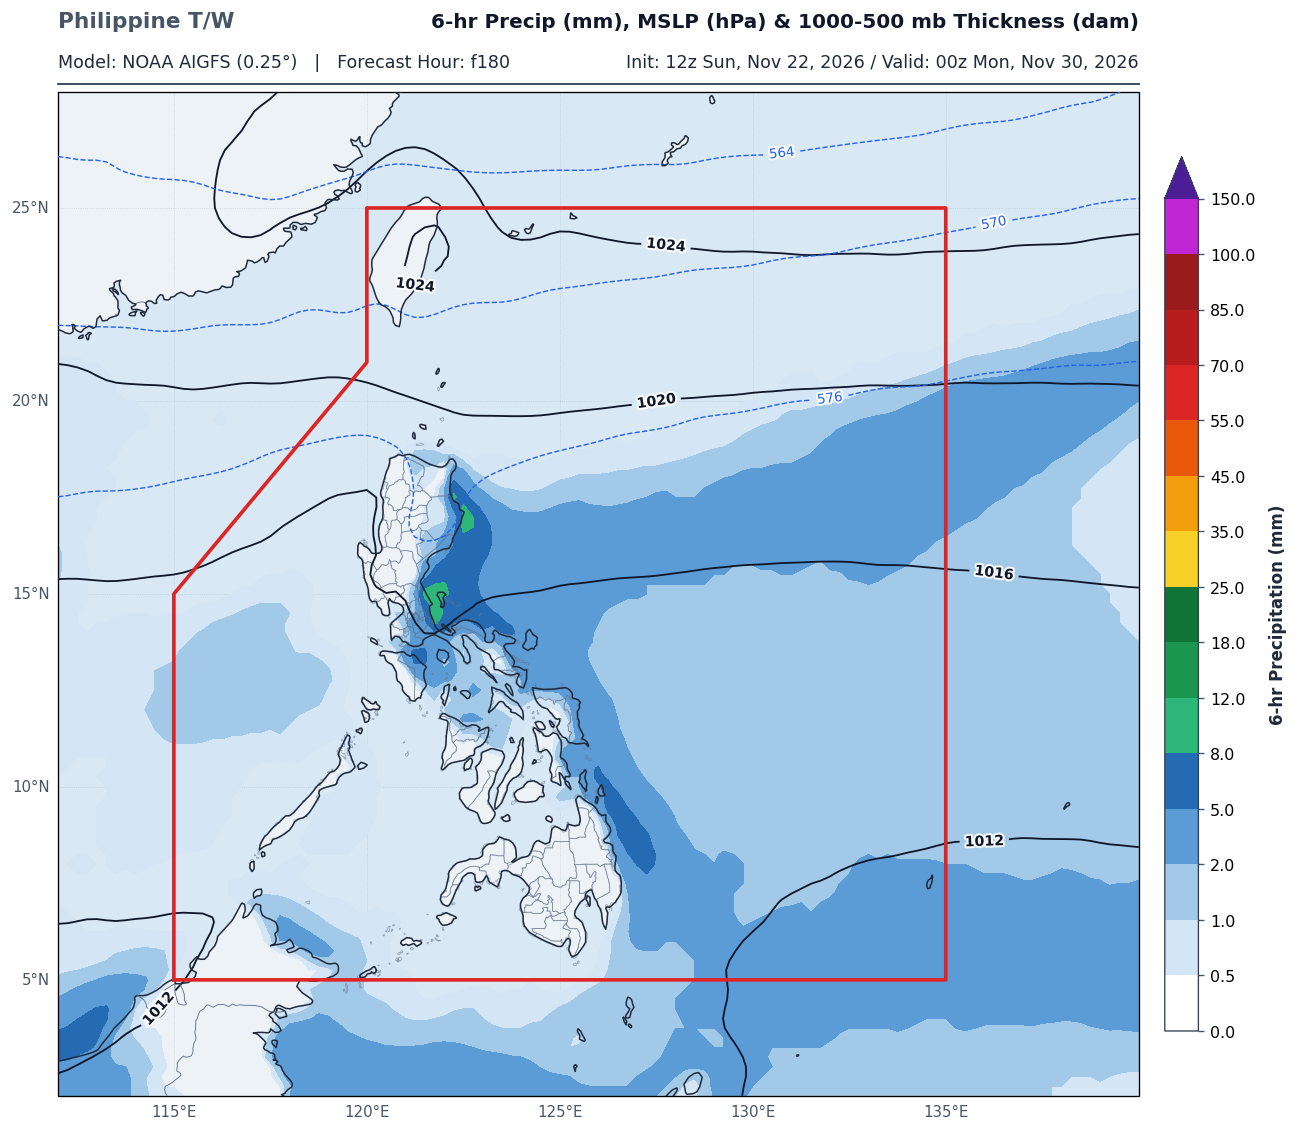 Philippine T/W
6-hr Precip (mm), MSLP (hPa) & 1000-500 mb Thickness (dam)
Model: NOAA AIGFS (0.25°) | Forecast Hour: f180
Init: 12z Sun, Nov 22, 2026 / Valid: 00z Mon, Nov 30, 2026
564
570
576
1024
1024
1020
1016
1012
1012
25°N
20°N
15°N
10°N
5°N
115°E
120°E
125°E
130°E
135°E
150.0
100.0
85.0
70.0
55.0
45.0
35.0
25.0
18.0
12.0
8.0
5.0
2.0
1.0
0.5
0.0
6-hr Precipitation (mm)